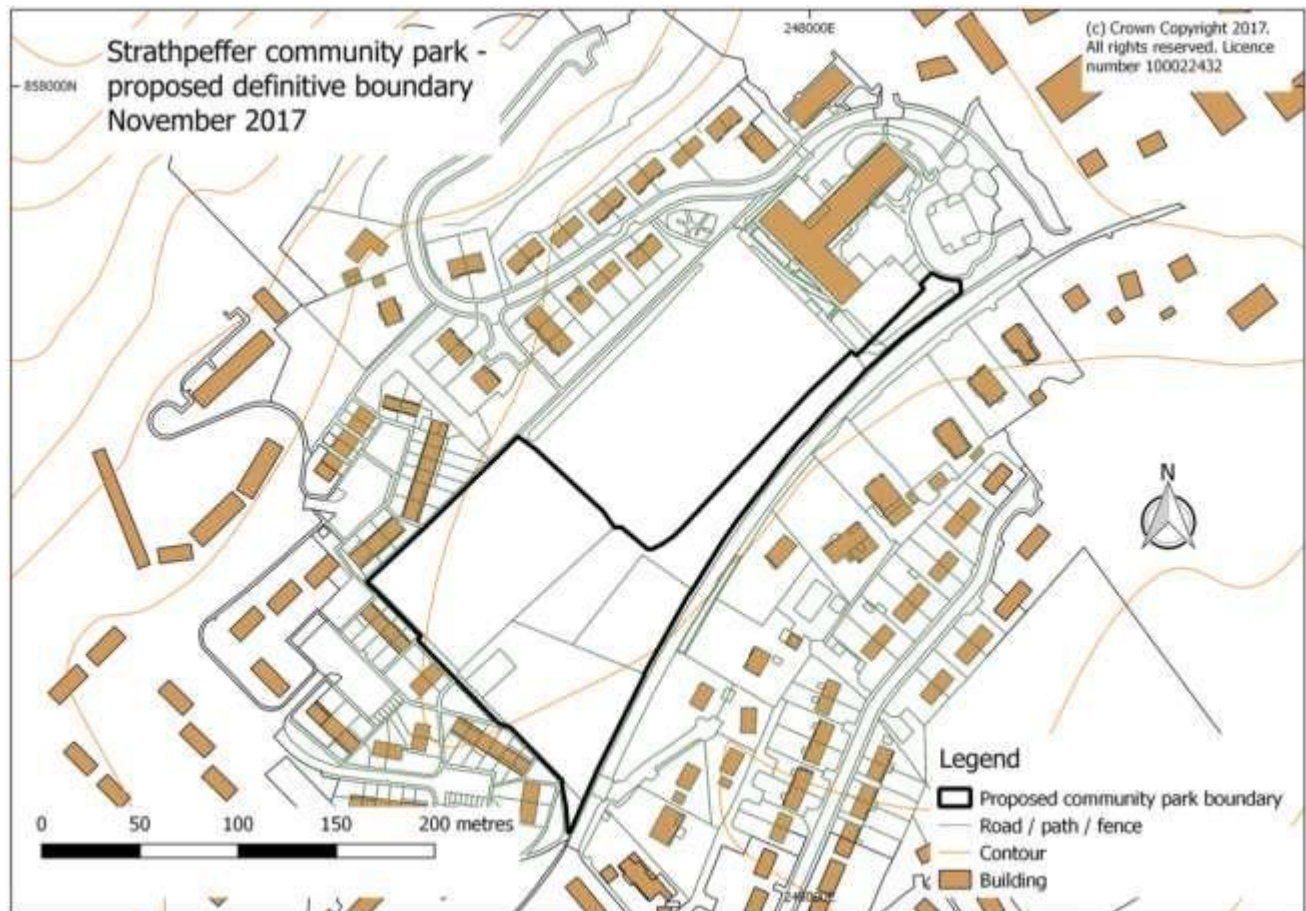 248000E
(c) Crown Copyright 2017.
All rights reserved. Licence
number 100022432
Strathpeffer community park -
proposed definitive boundary
November 2017
858000N
N
Legend
Proposed community park boundary
Road / path / fence
Contour
Building
0 50 100 150 200 metres
248000E